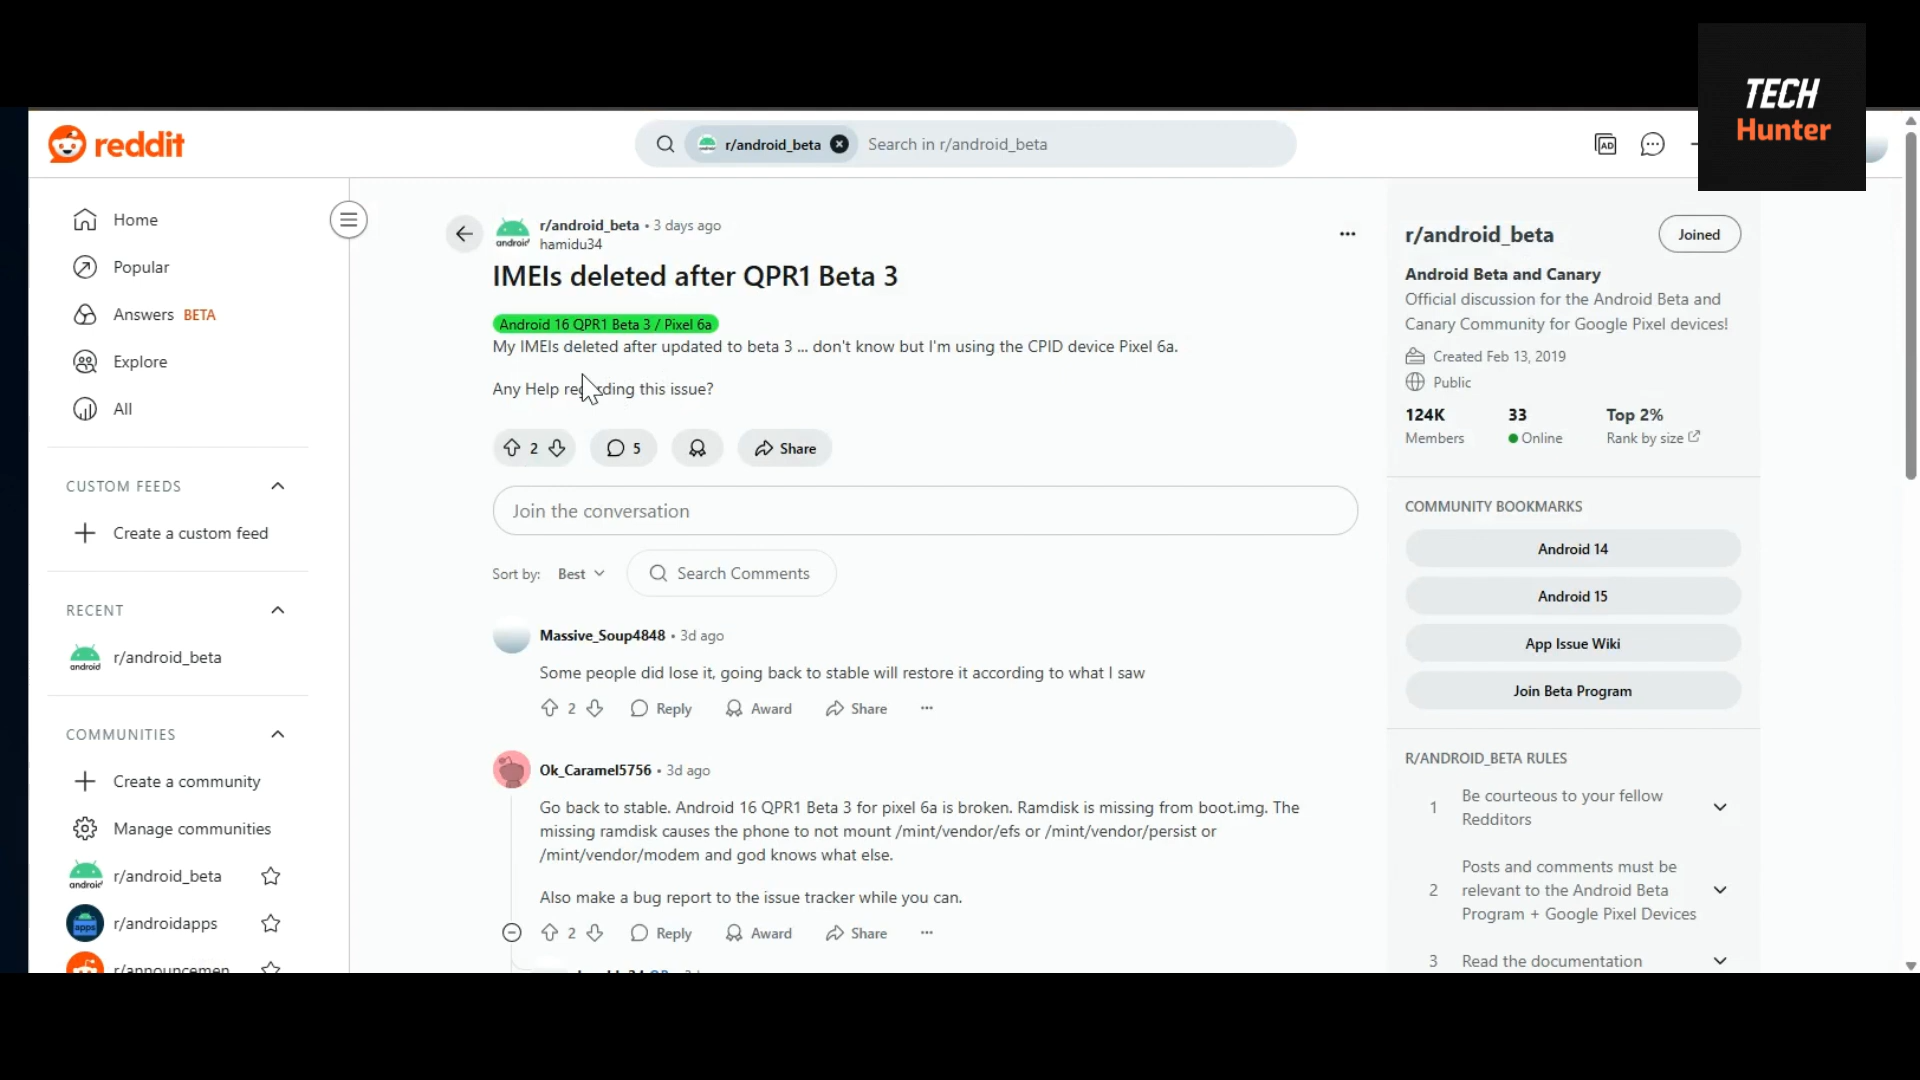 TECH
Hunter
reddit
r/android_beta
Search in r/android_beta
AD
Home
Popular
Answers BETA
Explore
All
CUSTOM FEEDS
Create a custom feed
RECENT
android
r/android_beta
COMMUNITIES
Create a community
Manage communities
android
r/android_beta
apps
r/androidapps
r/announcemen
android
r/android_beta • 3 days ago
hamidu34
IMEIs deleted after QPR1 Beta 3
Android 16 QPR1 Beta 3 / Pixel 6a
My IMEIs deleted after updated to beta 3 ... don't know but I'm using the CPID device Pixel 6a.
Any Help regarding this issue?
2
5
Share
Join the conversation
Sort by: Best
Search Comments
Massive_Soup4848 • 3d ago
Some people did lose it, going back to stable will restore it according to what I saw
2 Reply Award Share
Ok_Caramel5756 • 3d ago
Go back to stable. Android 16 QPR1 Beta 3 for pixel 6a is broken. Ramdisk is missing from boot.img. The
missing ramdisk causes the phone to not mount /mint/vendor/efs or /mint/vendor/persist or
/mint/vendor/modem and god knows what else.
Also make a bug report to the issue tracker while you can.
2 Reply Award Share
r/android_beta
Joined
Android Beta and Canary
Official discussion for the Android Beta and
Canary Community for Google Pixel devices!
Created Feb 13, 2019
Public
124K 33 Top 2%
Members Online Rank by size
COMMUNITY BOOKMARKS
Android 14
Android 15
App Issue Wiki
Join Beta Program
R/ANDROID_BETA RULES
1 Be courteous to your fellow
Redditors
2 Posts and comments must be
relevant to the Android Beta
Program + Google Pixel Devices
3 Read the documentation